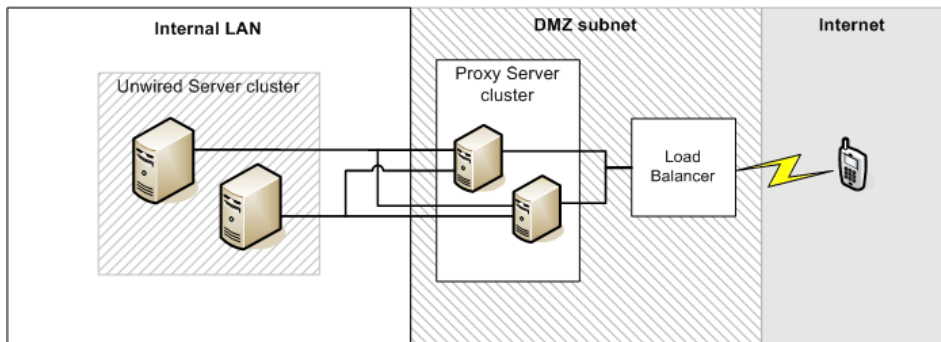 Internal LAN
DMZ subnet
Internet
Unwired Server cluster
Proxy Server
cluster
Load
Balancer